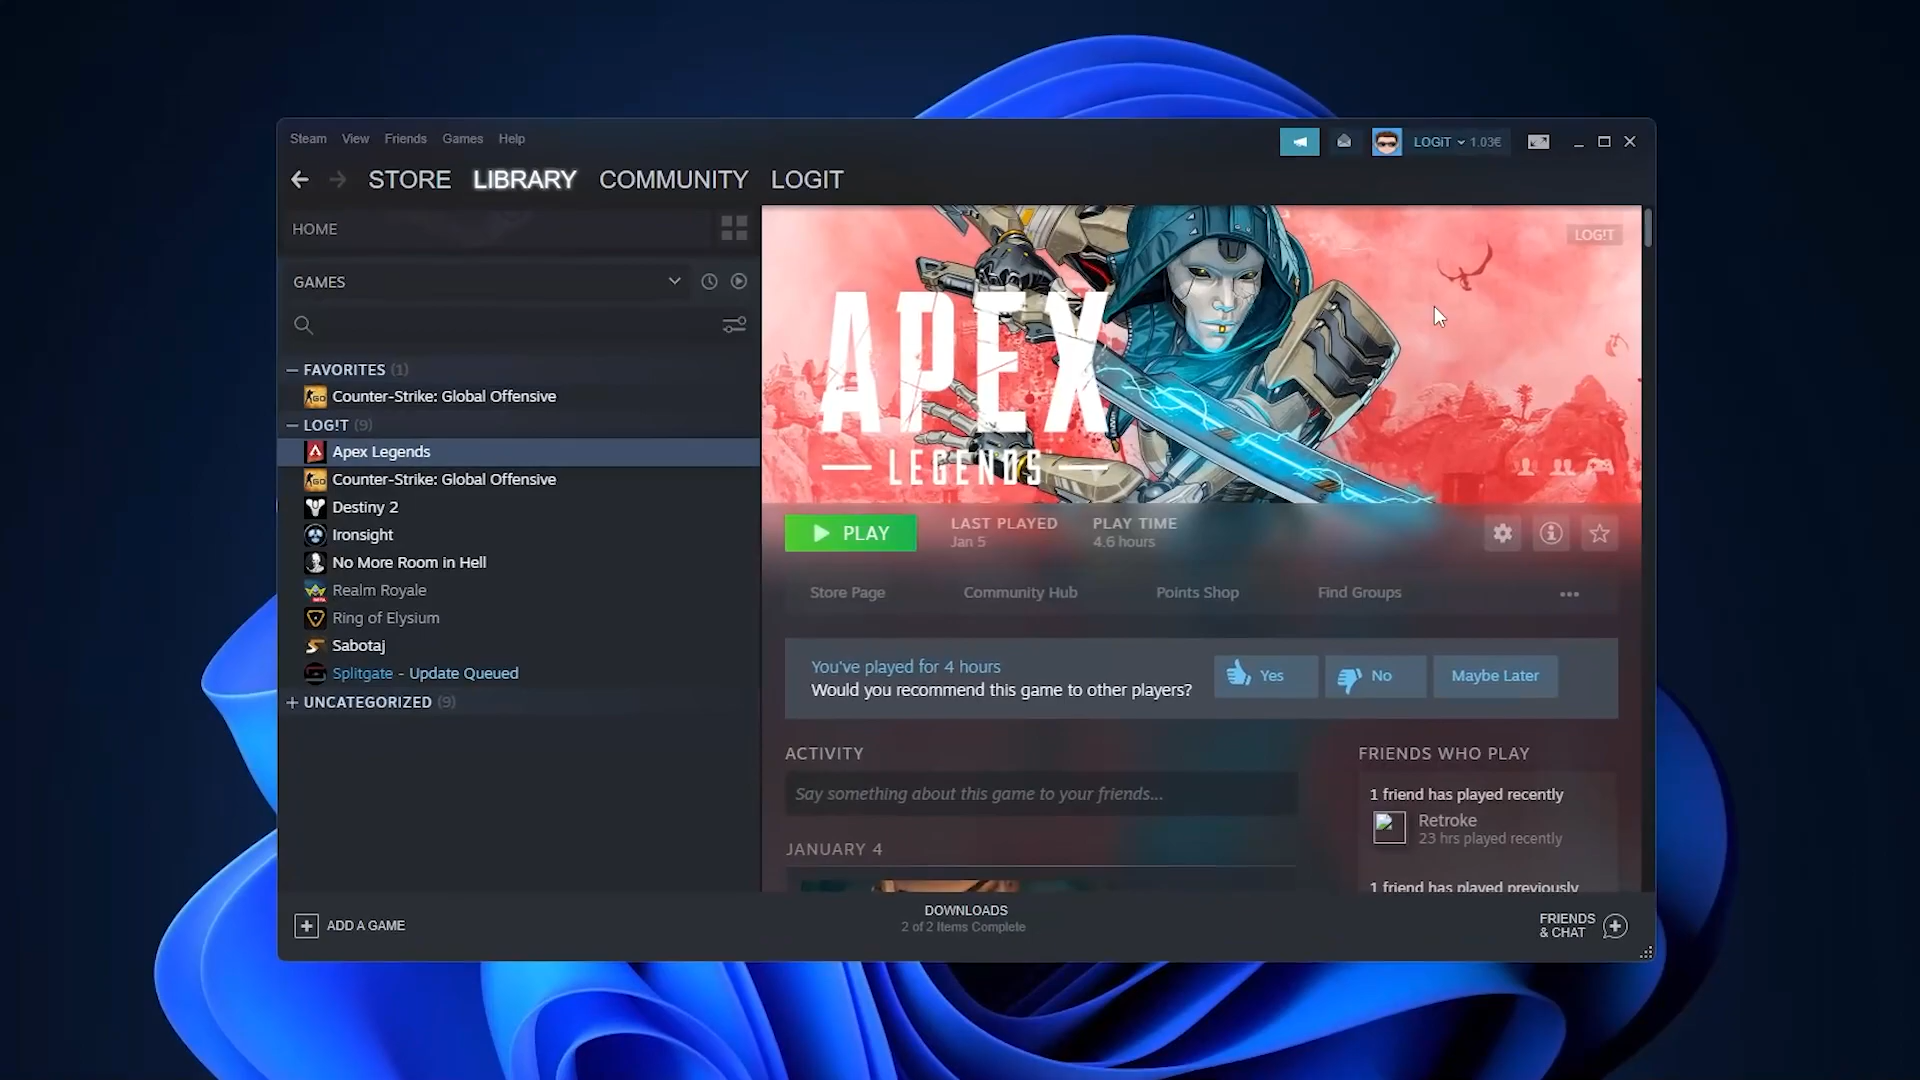 Steam View Friends Games Help
LOGIT 1.03€
STORE LIBRARY COMMUNITY LOGIT
HOME
LOG!T
GAMES
APEX
LEGENDS
FAVORITES (1)
Counter-Strike: Global Offensive
LOG!T (9)
Apex Legends
Counter-Strike: Global Offensive
Destiny 2
Ironsight
No More Room in Hell
Realm Royale
Ring of Elysium
Sabotaj
Splitgate - Update Queued
UNCATEGORIZED (9)
PLAY
LAST PLAYED
Jan 5
PLAY TIME
4.6 hours
Store Page Community Hub Points Shop Find Groups
You've played for 4 hours
Would you recommend this game to other players?
Yes No Maybe Later
ACTIVITY
Say something about this game to your friends...
JANUARY 4
FRIENDS WHO PLAY
1 friend has played recently
Retroke
23 hrs played recently
1 friend has played previously
ADD A GAME
DOWNLOADS
2 of 2 Items Complete
FRIENDS
& CHAT